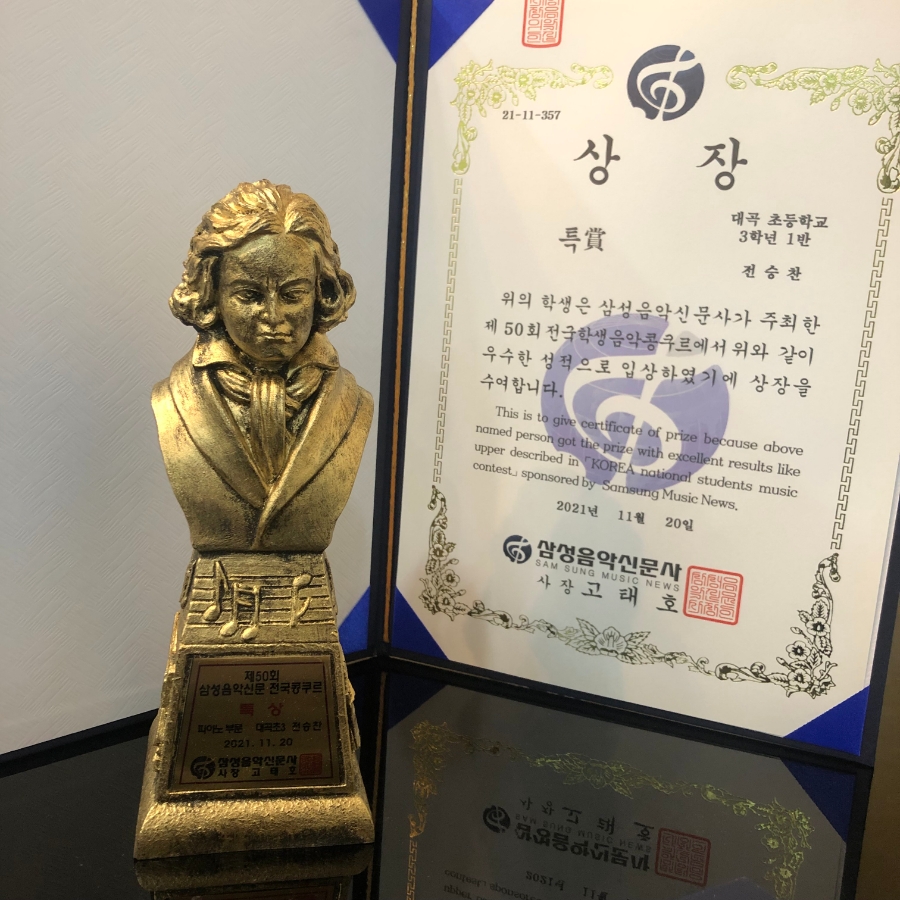 21-11-357
상 장
대곡 초등학교
3학년 1반
특賞
전승찬
위의 학생은 삼성음악신문사가 주최한
제 50회 전국학생음악콩쿠르에서 위와 같이
우수한 성적으로 입상하였기에 상장을
수여합니다.
This is to give certificate of prize because above
named person got the prize with excellent results like
upper described in 「KOREA national students music
contest」 sponsored by Samsung Music News.
2021년 11월 20일
삼성음악신문사
SAM SUNG MUSIC NEWS
사 장 고 태 호
제50회
삼성음악신문 전국콩쿠르
특 상
피아노 부문 대곡초3 전승찬
2021. 11. 20
삼성음악신문사
사장 고 태 호